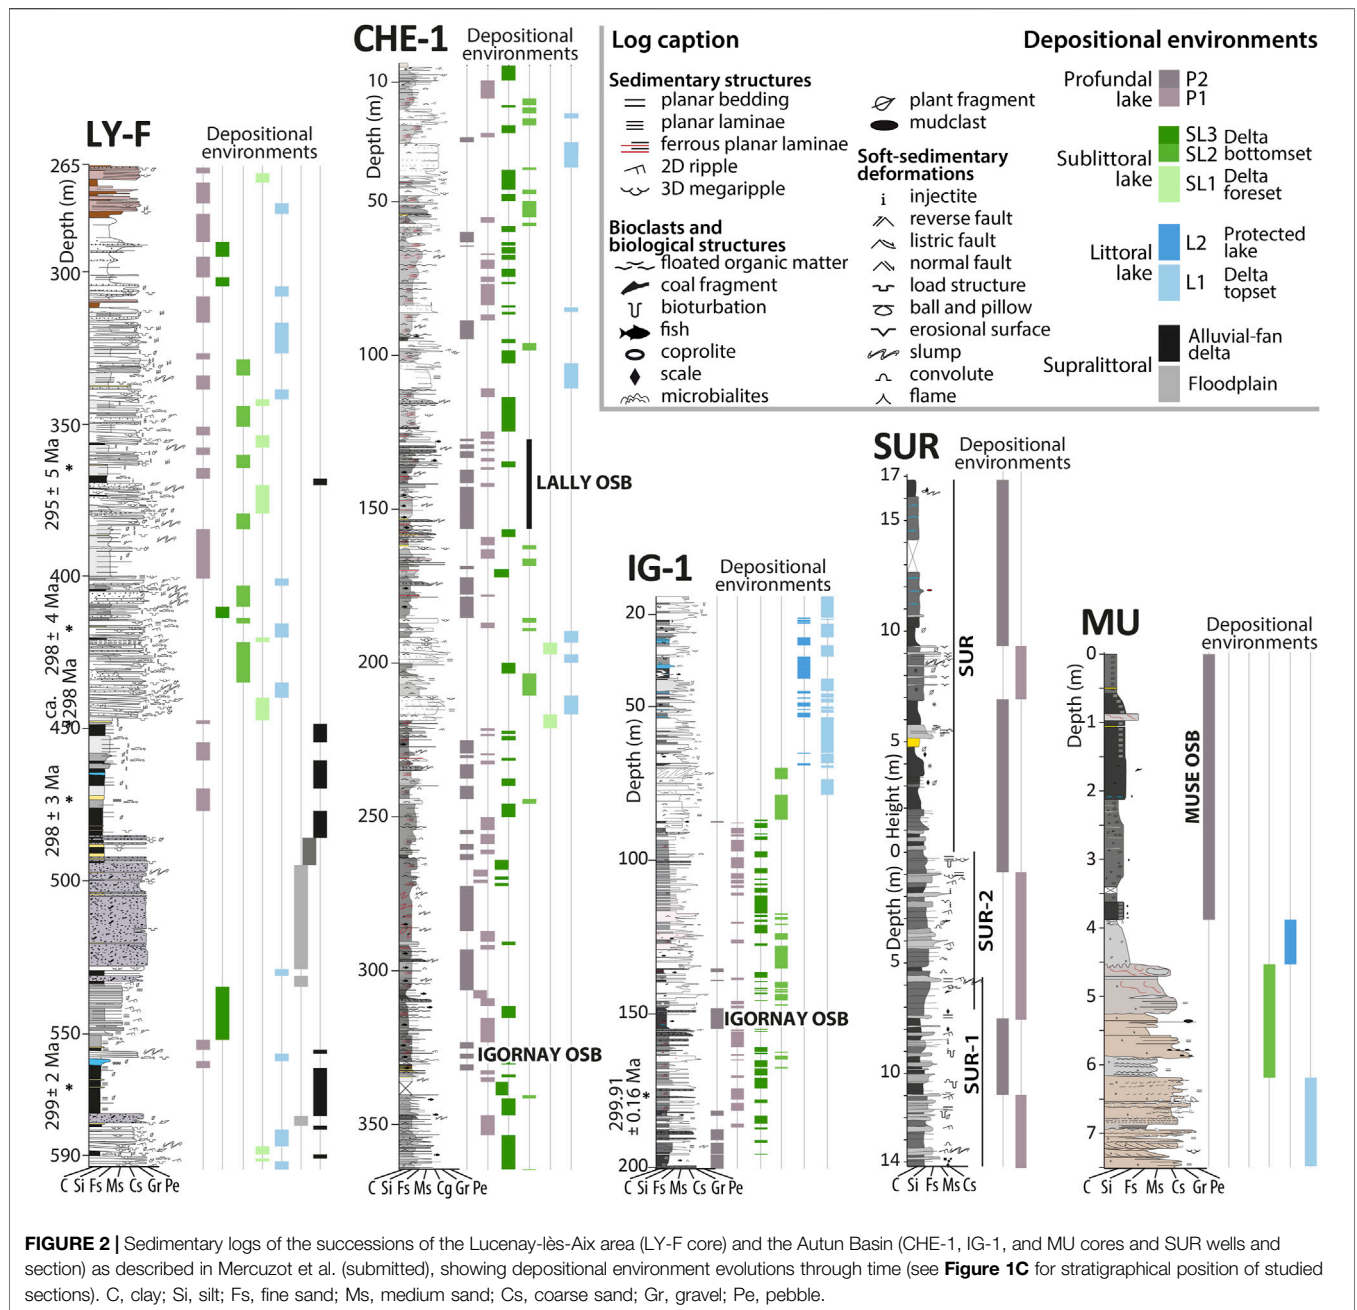 CHE-1
Depositional environments
10
50
100
150
200
250
300
350
Depth (m)
LALLY OSB
IGORNAY OSB
C Si Fs Ms Cg Gr Pe
LY-F
Depositional environments
265
300
350
400
450
500
550
590
Depth (m)
295± 5 Ma
*
298± 4 Ma
*
ca. 298 Ma
*
298± 3 Ma
*
299± 2 Ma
*
C Si Fs Ms Cs Gr Pe
Log caption
Sedimentary structures
planar bedding
planar laminae
ferrous planar laminae
2D ripple
3D megaripple
Bioclasts and
biological structures
floated organic matter
coal fragment
bioturbation
fish
coprolite
scale
microbialites
plant fragment
mudclast
Soft-sedimentary
deformations
injectite
reverse fault
listric fault
normal fault
load structure
ball and pillow
erosional surface
slump
convolute
flame
Depositional environments
Profundal lake
P2
P1
Sublittoral lake
SL3 Delta
SL2 bottomset
SL1 Delta foreset
Littoral lake
L2 Protected lake
L1 Delta topset
Supralittoral
Alluvial-fan delta
Floodplain
IG-1
Depositional environments
20
50
100
150
200
Depth (m)
IGORNAY OSB
299.91 ±0.16 Ma
*
C Si Fs Ms Cs Gr Pe
SUR
Depositional environments
17
15
10
5
0
5
10
14
Height (m)
Depth (m)
SUR
SUR-2
SUR-1
C Si Fs Ms Cs
MU
Depositional environments
0
1
2
3
4
5
6
7
Depth (m)
MUSE OSB
C Si Fs Ms Cs Gr Pe
FIGURE 2 | Sedimentary logs of the successions of the Lucenay-lès-Aix area (LY-F core) and the Autun Basin (CHE-1, IG-1, and MU cores and SUR wells and
section) as described in Mercuzot et al. (submitted), showing depositional environment evolutions through time (see Figure 1C for stratigraphical position of studied
sections). C, clay; Si, silt; Fs, fine sand; Ms, medium sand; Cs, coarse sand; Gr, gravel; Pe, pebble.